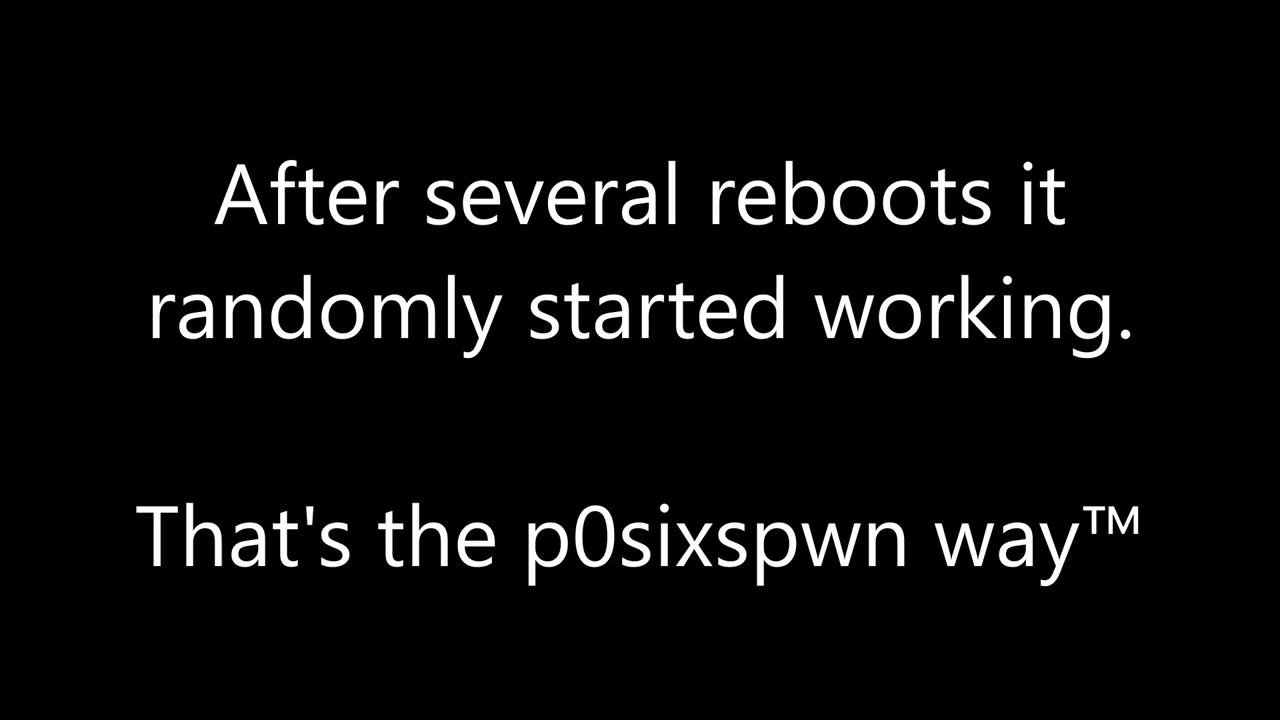 After several reboots it
randomly started working.
That's the p0sixspwn way™